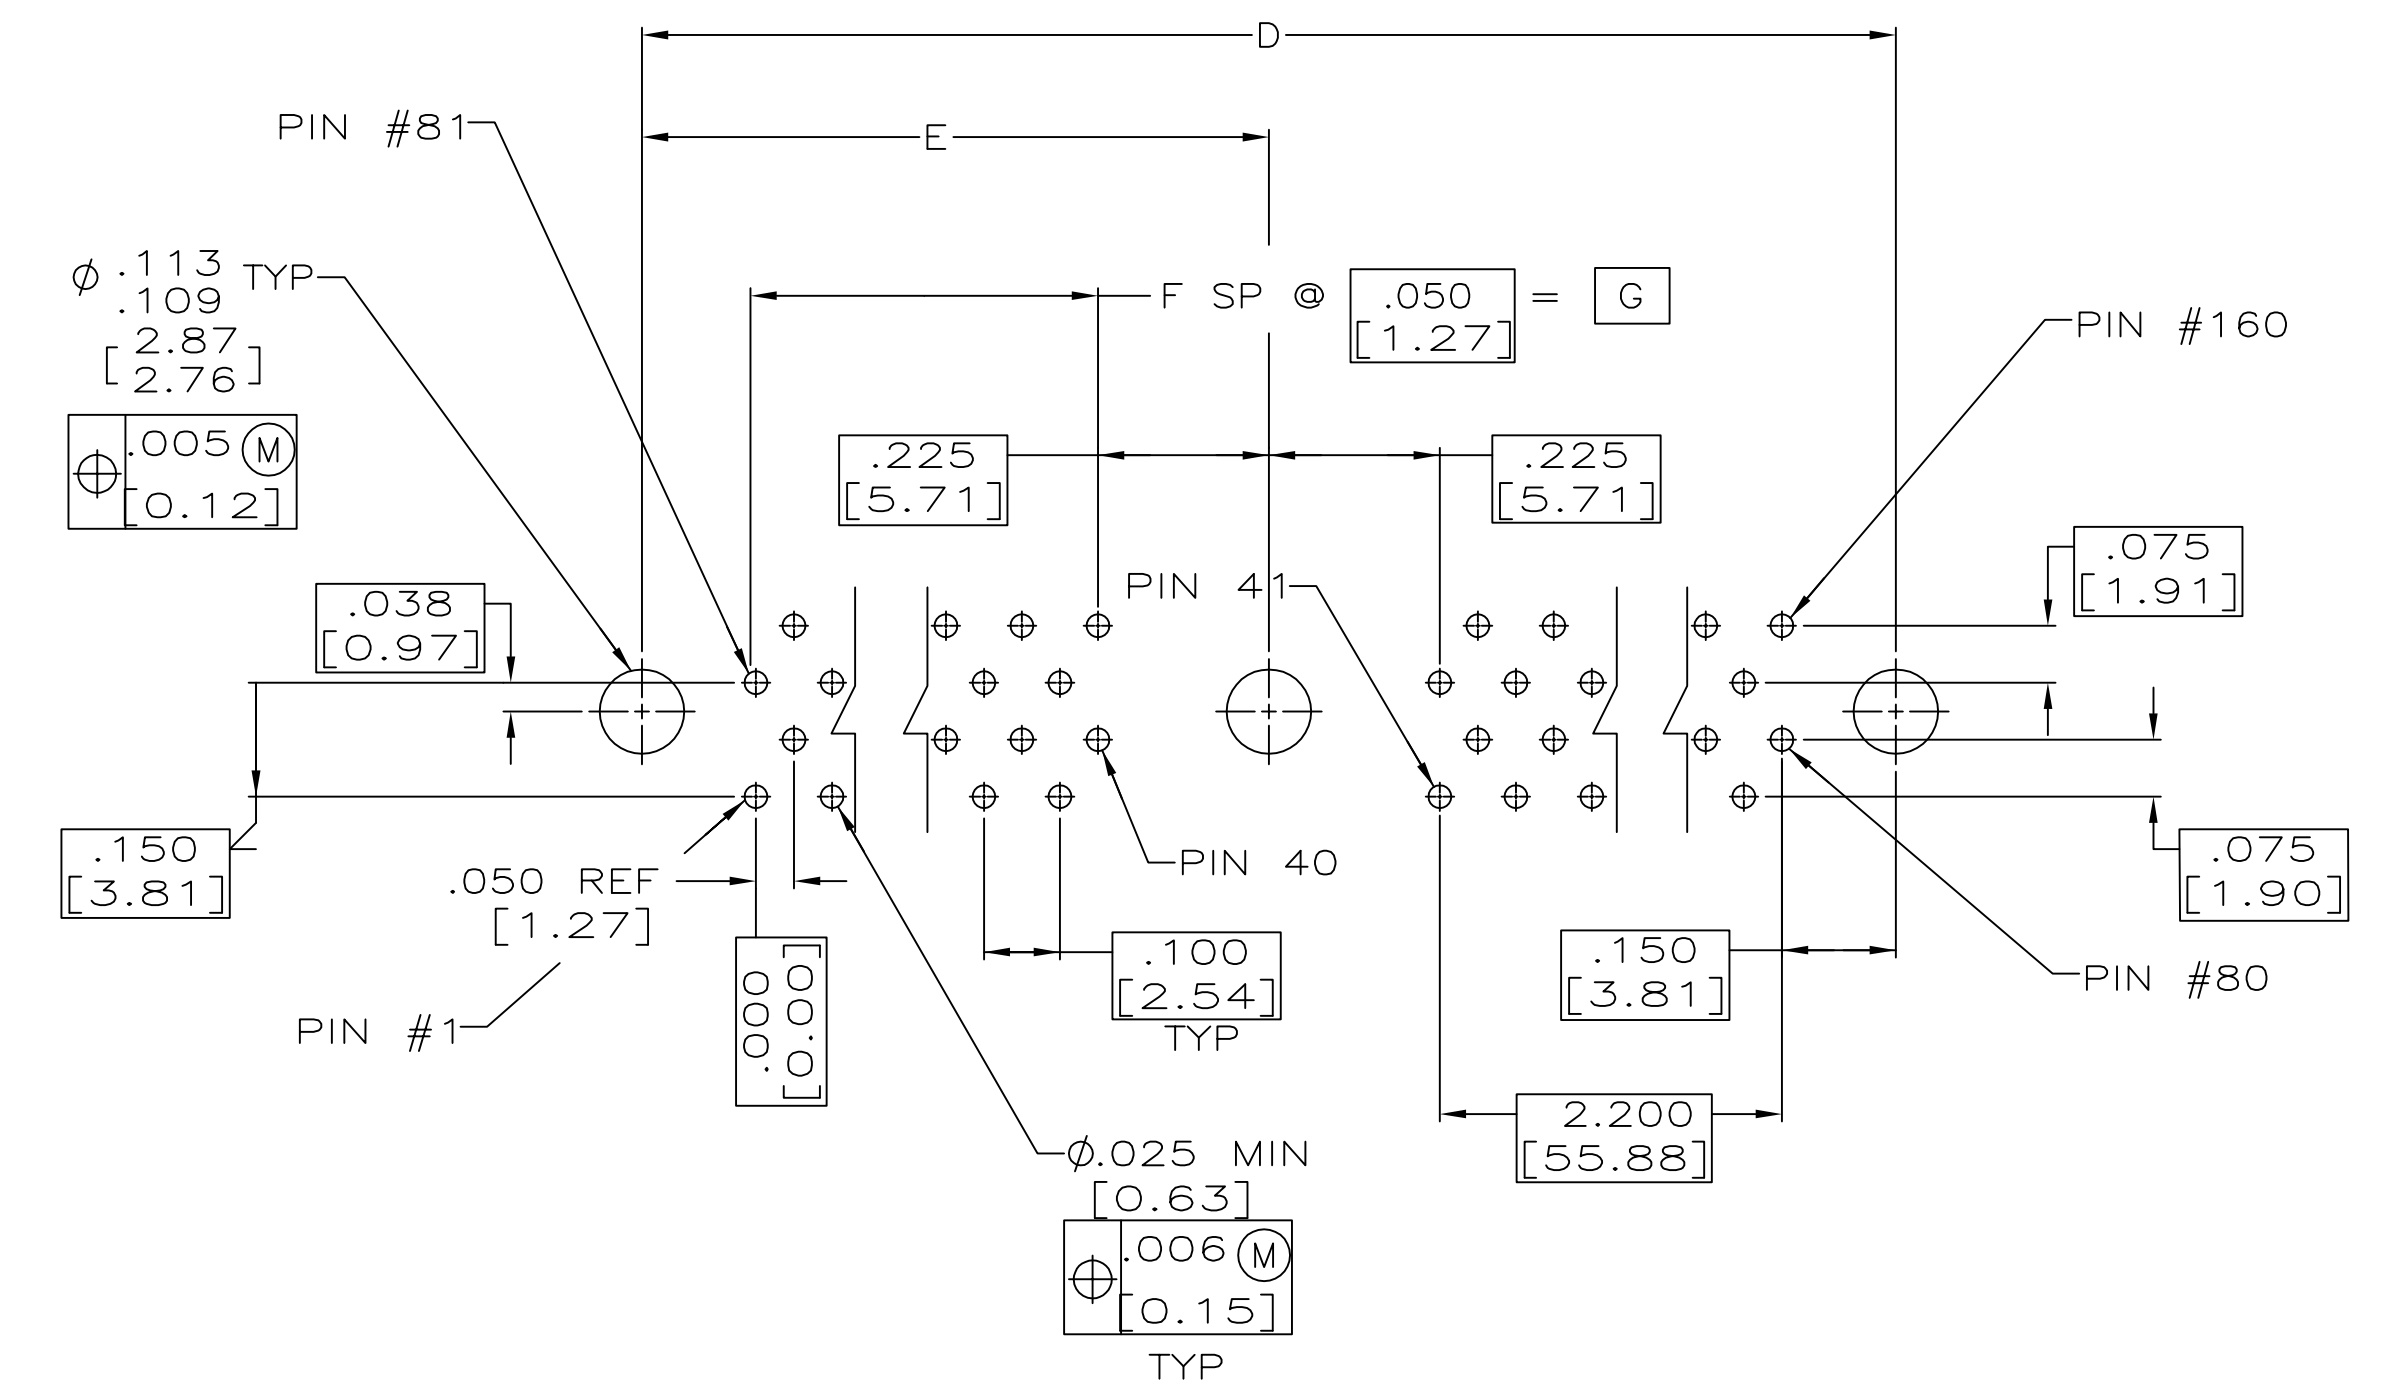 D
PIN #81
E
Ø .113 TYP
.109
[2.87
2.76]
F SP @ .050 = G
[1.27]
PIN #160
.005 Ⓜ
[0.12]
.225
[5.71]
.225
[5.71]
.075
[1.91]
PIN 41
.038
[0.97]
.150
[3.81]
.050 REF
[1.27]
PIN 40
.075
[1.90]
PIN #1
.000
[0.00]
.100
[2.54]
TYP
.150
[3.81]
PIN #80
2.200
[55.88]
Ø.025 MIN
[0.63]
.006 Ⓜ
[0.15]
TYP